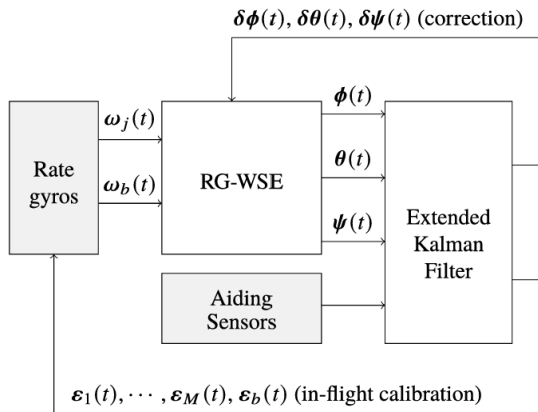 δϕ(t), δθ(t), δψ(t) (correction)
ϕ(t)
ω_j(t)
Rate
gyros
RG-WSE
θ(t)
ω_b(t)
Extended
Kalman
Filter
ψ(t)
Aiding
Sensors
ε_1(t), ⋯, ε_M(t), ε_b(t) (in-flight calibration)